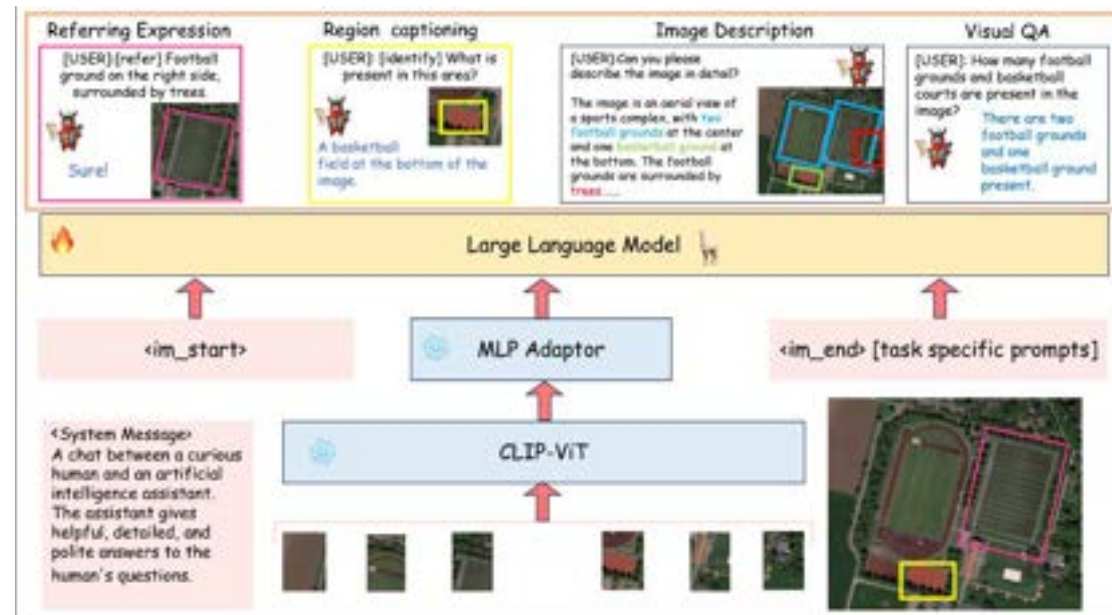 Referring Expression
[USER]:[refer] Football
ground on the right side,
surrounded by trees.
Sure!
Region captioning
[USER]: [identify] What is
present in this area?
A basketball
field at the bottom of the
image.
Image Description
[USER]:Can you please
describe the image in detail?
The image is an aerial view of
a sports complex, with two
football grounds at the center
and one basketball ground at
the bottom. The football
grounds are surrounded by
trees .....
Visual QA
[USER]: How many football
grounds and basketball
courts are present in the
image?
There are two
football grounds
and one
basketball ground
present.
Large Language Model
<im_start>
MLP Adaptor
<im_end> [task specific prompts]
<System Message>
A chat between a curious
human and an artificial
intelligence assistant.
The assistant gives
helpful, detailed, and
polite answers to the
human's questions.
CLIP-ViT